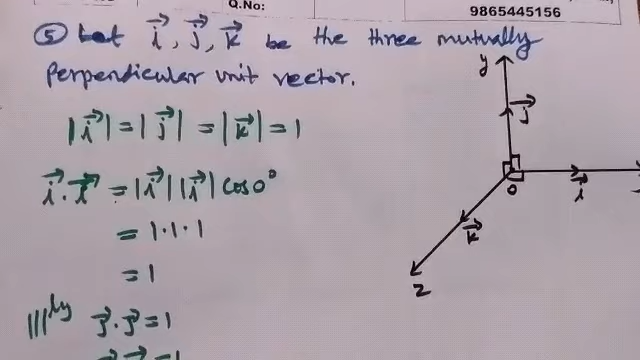 Q.No:
9865445156
⑤ Let i⃗, j⃗, k⃗ be the three mutually
perpendicular unit vector.
|i⃗| = |j⃗| = |k⃗| = 1
i⃗ . i⃗ = |i⃗| |i⃗| cos 0°
= 1·1·1
= 1
|||ly j⃗ . j⃗ = 1
y
j⃗
O
i⃗
k⃗
Z